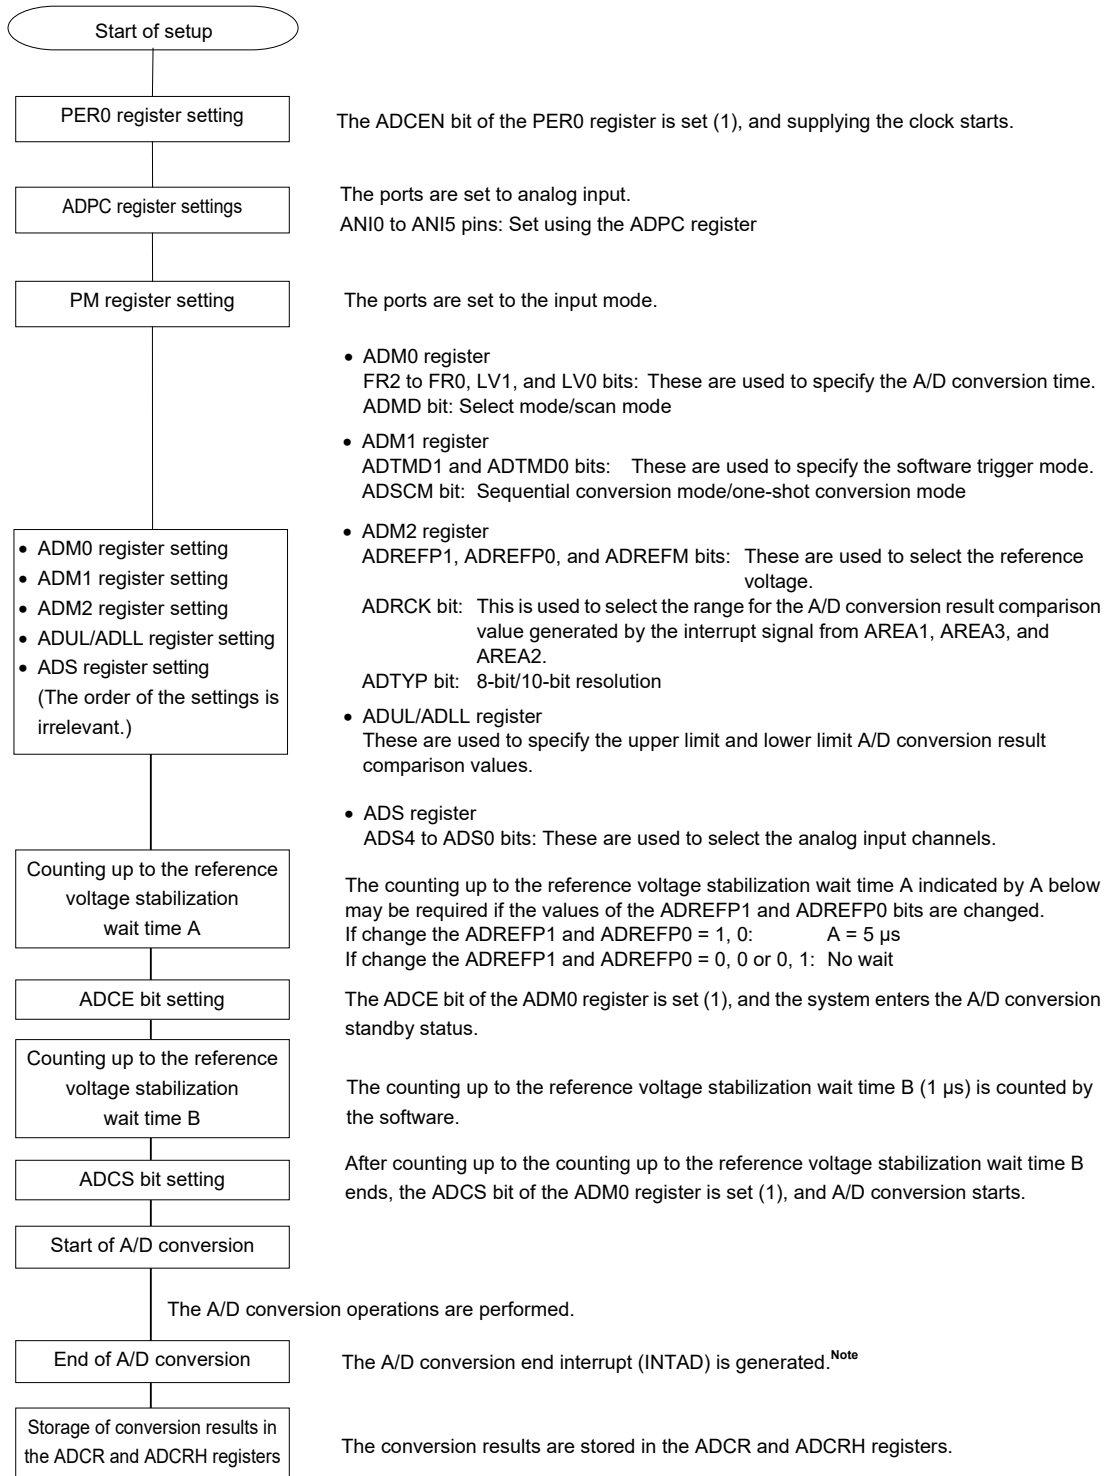 Start of setup
PER0 register setting
The ADCEN bit of the PER0 register is set (1), and supplying the clock starts.
ADPC register settings
The ports are set to analog input.
ANI0 to ANI5 pins: Set using the ADPC register
PM register setting
The ports are set to the input mode.
• ADM0 register
FR2 to FR0, LV1, and LV0 bits: These are used to specify the A/D conversion time.
ADMD bit: Select mode/scan mode
• ADM1 register
ADTMD1 and ADTMD0 bits: These are used to specify the software trigger mode.
ADSCM bit: Sequential conversion mode/one-shot conversion mode
• ADM0 register setting
• ADM1 register setting
• ADM2 register setting
• ADUL/ADLL register setting
• ADS register setting
(The order of the settings is
irrelevant.)
• ADM2 register
ADREFP1, ADREFP0, and ADREFM bits: These are used to select the reference
voltage.
ADRCK bit: This is used to select the range for the A/D conversion result comparison
value generated by the interrupt signal from AREA1, AREA3, and
AREA2.
ADTYP bit: 8-bit/10-bit resolution
• ADUL/ADLL register
These are used to specify the upper limit and lower limit A/D conversion result
comparison values.
• ADS register
ADS4 to ADS0 bits: These are used to select the analog input channels.
Counting up to the reference
voltage stabilization
wait time A
The counting up to the reference voltage stabilization wait time A indicated by A below
may be required if the values of the ADREFP1 and ADREFP0 bits are changed.
If change the ADREFP1 and ADREFP0 = 1, 0: A = 5 µs
If change the ADREFP1 and ADREFP0 = 0, 0 or 0, 1: No wait
ADCE bit setting
The ADCE bit of the ADM0 register is set (1), and the system enters the A/D conversion
standby status.
Counting up to the reference
voltage stabilization
wait time B
The counting up to the reference voltage stabilization wait time B (1 µs) is counted by
the software.
ADCS bit setting
After counting up to the counting up to the reference voltage stabilization wait time B
ends, the ADCS bit of the ADM0 register is set (1), and A/D conversion starts.
Start of A/D conversion
The A/D conversion operations are performed.
End of A/D conversion
The A/D conversion end interrupt (INTAD) is generated.Note
Storage of conversion results in
the ADCR and ADCRH registers
The conversion results are stored in the ADCR and ADCRH registers.